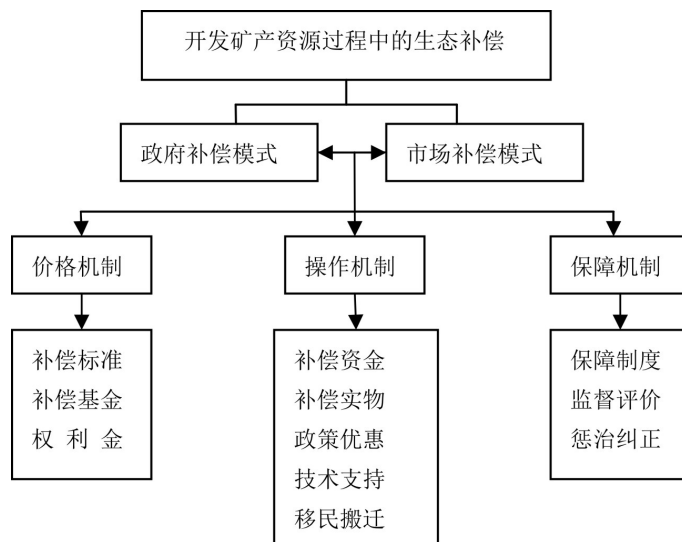 开发矿产资源过程中的生态补偿
政府补偿模式
市场补偿模式
价格机制
操作机制
保障机制
补偿标准
补偿基金
权 利 金
补偿资金
补偿实物
政策优惠
技术支持
移民搬迁
保障制度
监督评价
惩治纠正